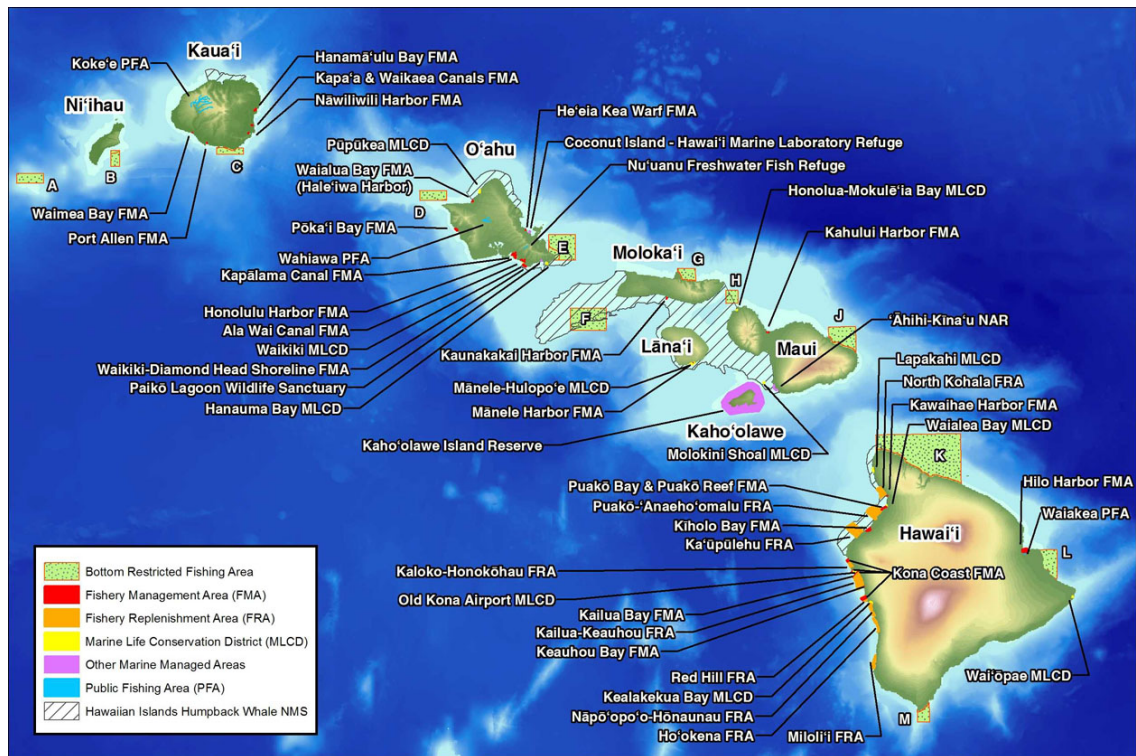 Kaua‘i
Koke‘e PFA
Hanamā‘ulu Bay FMA
Kapa‘a & Waikaea Canals FMA
Nāwiliwili Harbor FMA
Ni‘ihau
A
B
C
Waimea Bay FMA
Port Allen FMA
He‘eia Kea Warf FMA
Coconut Island - Hawai‘i Marine Laboratory Refuge
Nu‘uanu Freshwater Fish Refuge
O‘ahu
Pūpūkea MLCD
Waialua Bay FMA
(Hale‘iwa Harbor)
D
Pōka‘i Bay FMA
Wahiawa PFA
Kapālama Canal FMA
Honolulu Harbor FMA
Ala Wai Canal FMA
Waikiki MLCD
Waikiki-Diamond Head Shoreline FMA
Paikō Lagoon Wildlife Sanctuary
Hanauma Bay MLCD
E
Honolua-Mokulē‘ia Bay MLCD
Kahului Harbor FMA
Moloka‘i
G
H
F
J
Kaunakakai Harbor FMA
Lāna‘i
Maui
‘Āhihi-Kīna‘u NAR
Mānele-Hulopo‘e MLCD
Mānele Harbor FMA
Kaho‘olawe Island Reserve
Kaho‘olawe
Molokini Shoal MLCD
Lapakahi MLCD
North Kohala FRA
Kawaihae Harbor FMA
Waialea Bay MLCD
K
Puakō Bay & Puakō Reef FMA
Puakō-‘Anaeho‘omalu FRA
Kīholo Bay FMA
Ka‘ūpūlehu FRA
Hawai‘i
Hilo Harbor FMA
Waiakea PFA
L
Kaloko-Honokōhau FRA
Kona Coast FMA
Old Kona Airport MLCD
Kailua Bay FMA
Kailua-Keauhou FRA
Keauhou Bay FMA
Red Hill FRA
Kealakekua Bay MLCD
Nāpō‘opo‘o-Hōnaunau FRA
Ho‘okena FRA
Miloli‘i FRA
M
Wai‘ōpae MLCD
Bottom Restricted Fishing Area
Fishery Management Area (FMA)
Fishery Replenishment Area (FRA)
Marine Life Conservation District (MLCD)
Other Marine Managed Areas
Public Fishing Area (PFA)
Hawaiian Islands Humpback Whale NMS